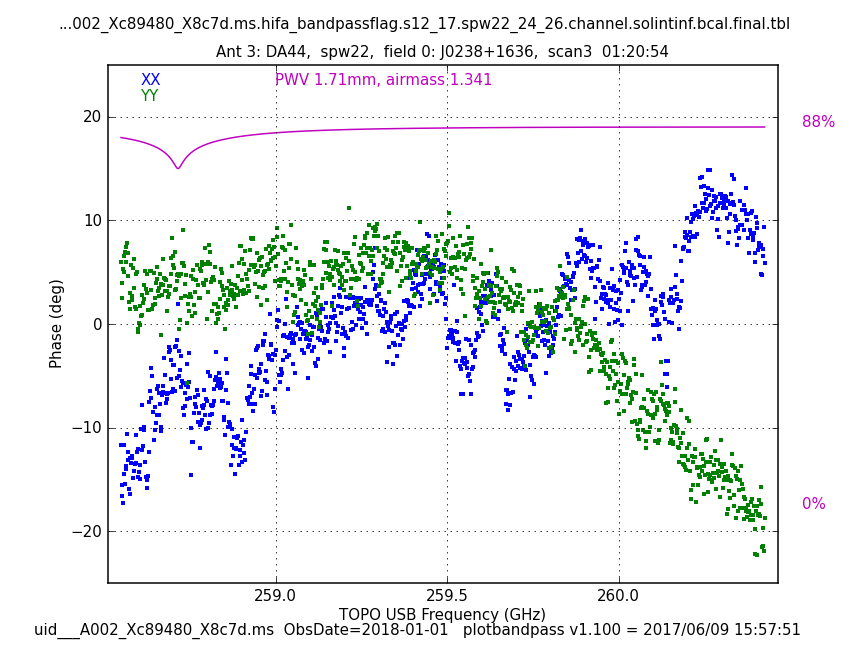 ...002_Xc89480_X8c7d.ms.hifa_bandpassflag.s12_17.spw22_24_26.channel.solintinf.bcal.final.tbl
Ant 3: DA44,  spw22,  field 0: J0238+1636,  scan3  01:20:54
XX
PWV 1.71mm, airmass 1.341
YY
88%
0%
20
10
0
−10
−20
Phase (deg)
259.0
259.5
260.0
TOPO USB Frequency (GHz)
uid___A002_Xc89480_X8c7d.ms  ObsDate=2018-01-01   plotbandpass v1.100 = 2017/06/09 15:57:51